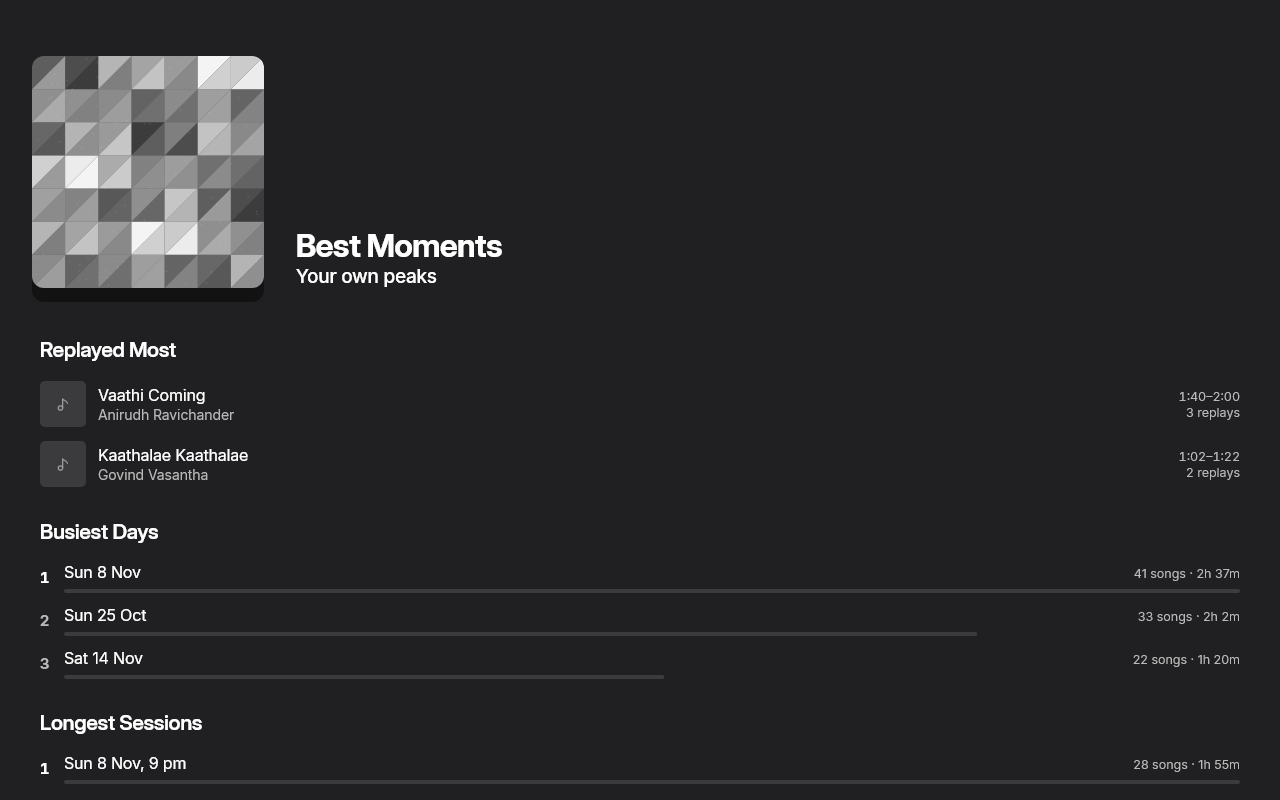 Best Moments
Your own peaks
Replayed Most
Vaathi Coming
Anirudh Ravichander
1:40–2:00
3 replays
Kaathalae Kaathalae
Govind Vasantha
1:02–1:22
2 replays
Busiest Days
1 Sun 8 Nov 41 songs · 2h 37m
2 Sun 25 Oct 33 songs · 2h 2m
3 Sat 14 Nov 22 songs · 1h 20m
Longest Sessions
1 Sun 8 Nov, 9 pm 28 songs · 1h 55m